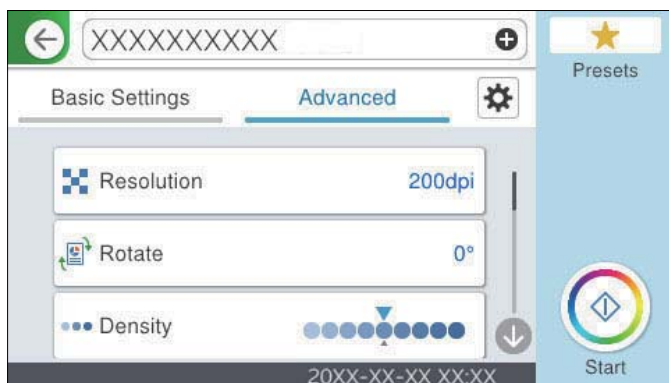 XXXXXXXXXX
Presets
Basic Settings
Advanced
Resolution
200dpi
Rotate
0°
Density
Start
20XX-XX-XX XX:XX